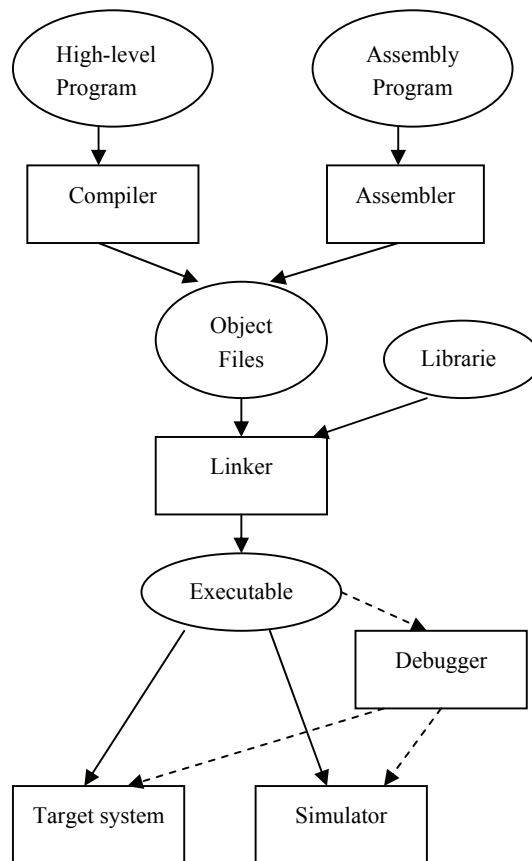 High-level
Program
Assembly
Program
Compiler
Assembler
Object
Files
Librarie
Linker
Executable
Debugger
Target system
Simulator